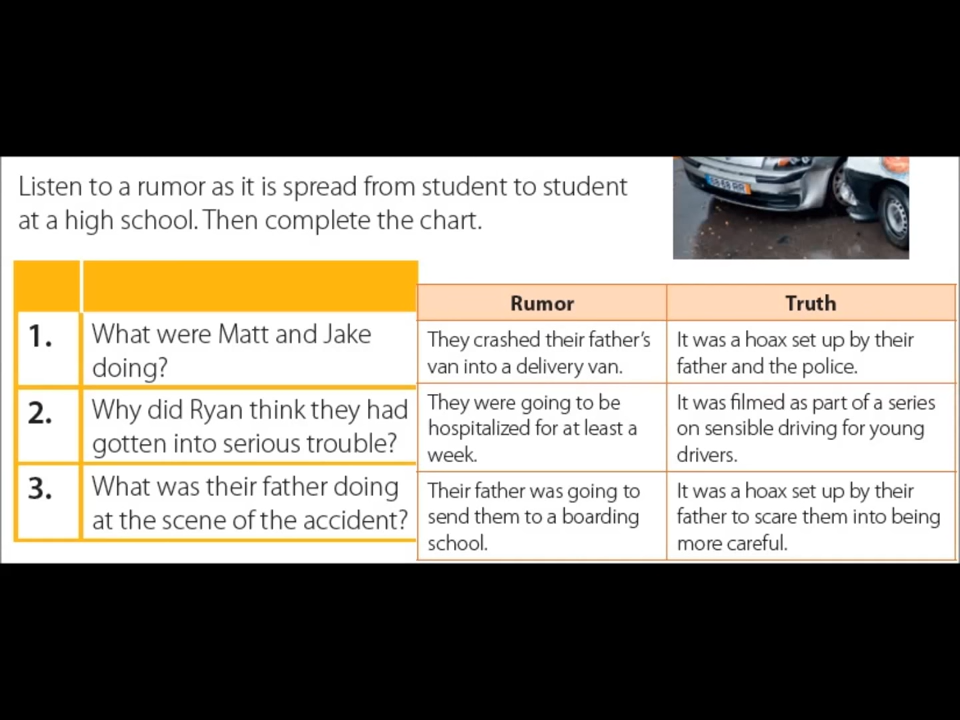 Listen to a rumor as it is spread from student to student
at a high school. Then complete the chart.
Rumor
Truth
1.
What were Matt and Jake
doing?
They crashed their father's
van into a delivery van.
It was a hoax set up by their
father and the police.
2.
Why did Ryan think they had
gotten into serious trouble?
They were going to be
hospitalized for at least a
week.
It was filmed as part of a series
on sensible driving for young
drivers.
3.
What was their father doing
at the scene of the accident?
Their father was going to
send them to a boarding
school.
It was a hoax set up by their
father to scare them into being
more careful.